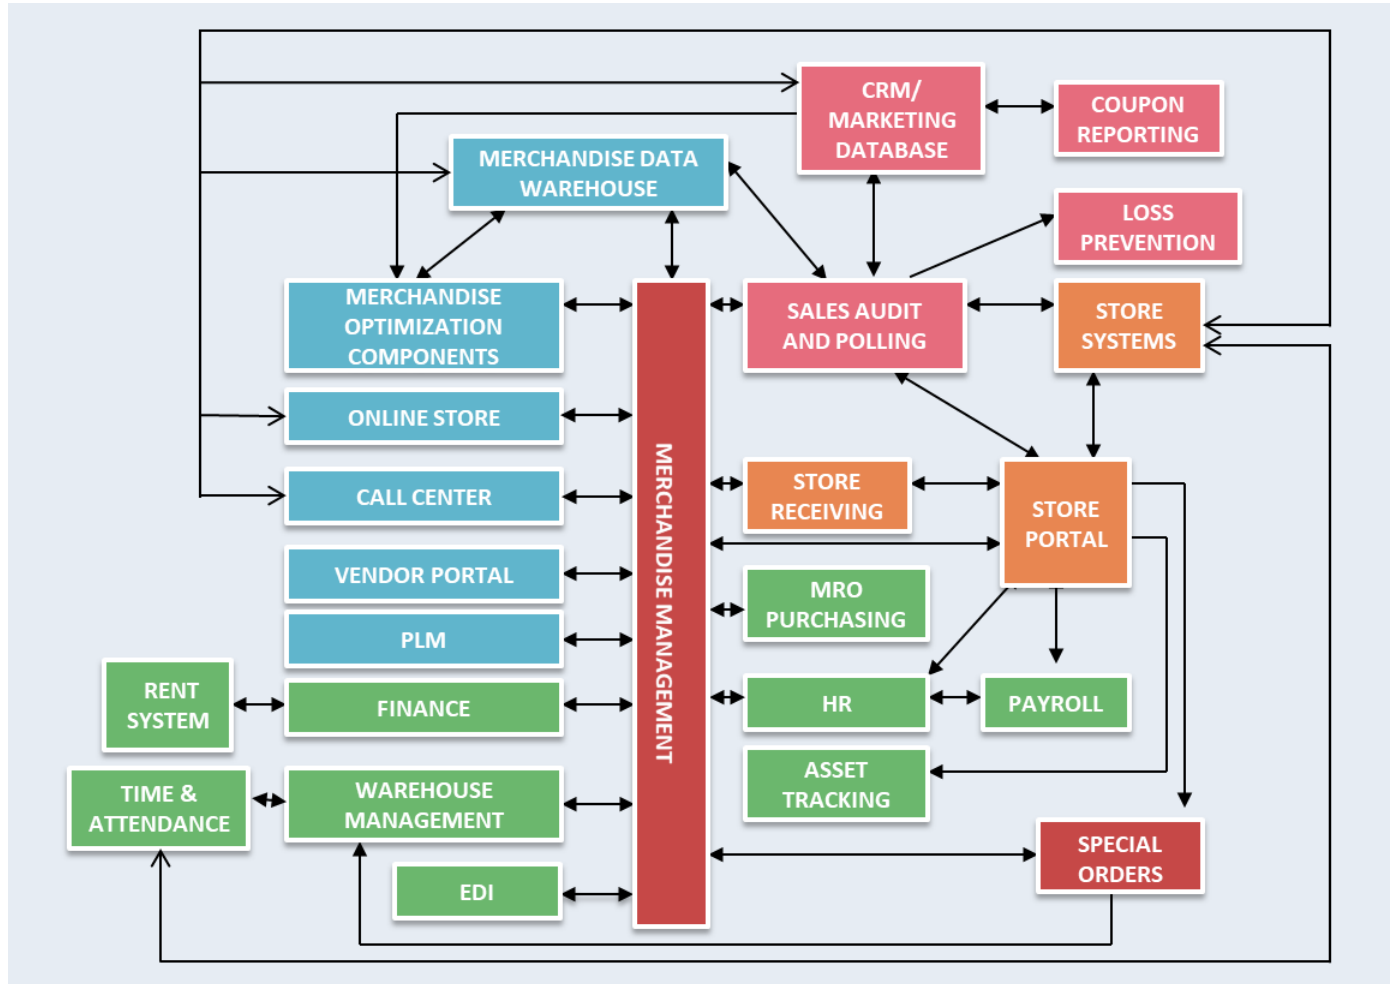 CRM/
MARKETING
DATABASE
COUPON
REPORTING
MERCHANDISE DATA
WAREHOUSE
LOSS
PREVENTION
MERCHANDISE
OPTIMIZATION
COMPONENTS
SALES AUDIT
AND POLLING
STORE
SYSTEMS
ONLINE STORE
MERCHANDISE MANAGEMENT
CALL CENTER
STORE
RECEIVING
STORE
PORTAL
VENDOR PORTAL
MRO
PURCHASING
PLM
RENT
SYSTEM
FINANCE
HR
PAYROLL
TIME &
ATTENDANCE
WAREHOUSE
MANAGEMENT
ASSET
TRACKING
EDI
SPECIAL
ORDERS